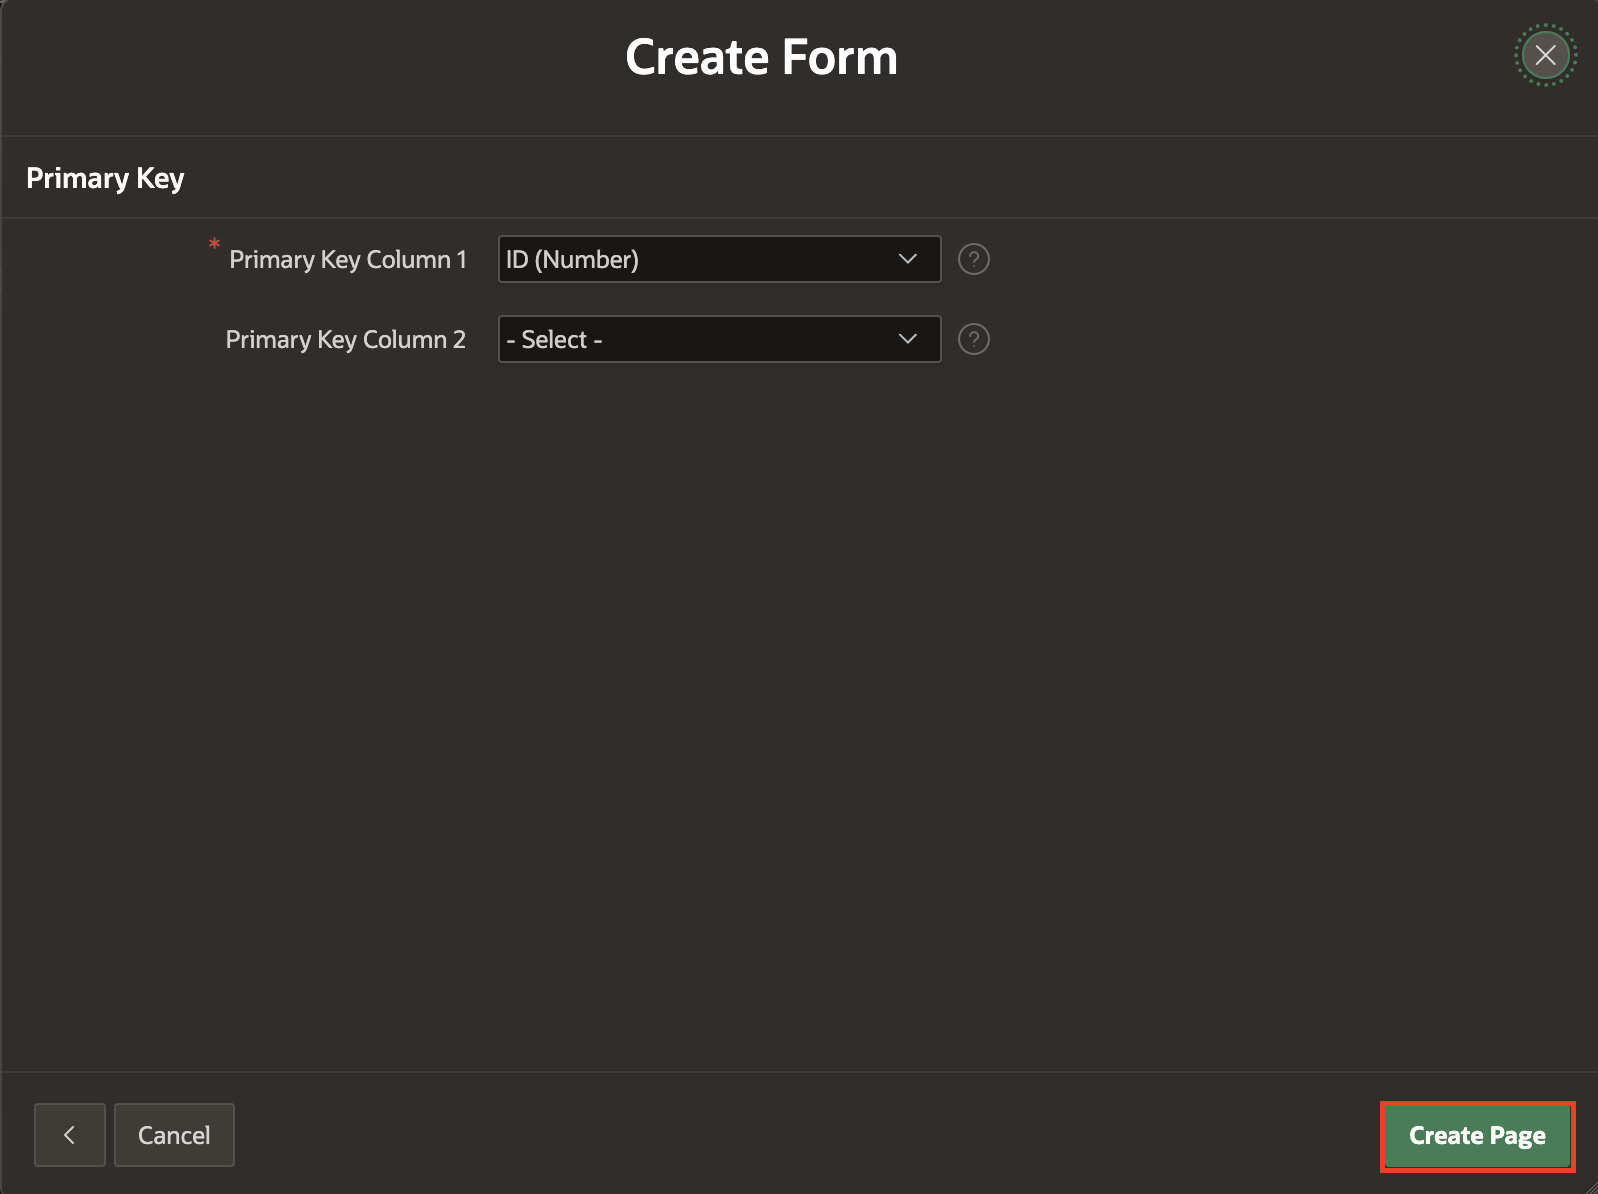 Create Form
Primary Key
* Primary Key Column 1 ID (Number) ?
Primary Key Column 2 - Select - ?
Cancel Create Page